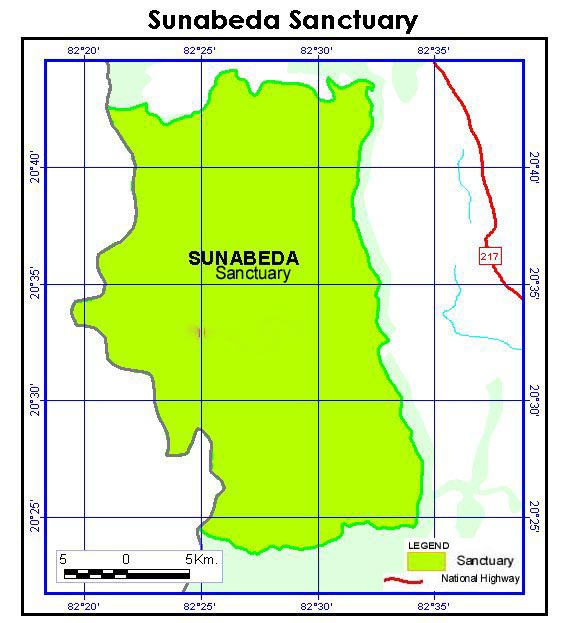 Sunabeda Sanctuary
82°20' 82°25' 82°30' 82°35'
20°40' 20°40'
SUNABEDA
Sanctuary
217
20°35' 20°35'
20°30' 20°30'
20°25' 20°25'
LEGEND
5 0 5Km.
Sanctuary
National Highway
82°20' 82°25' 82°30' 82°35'